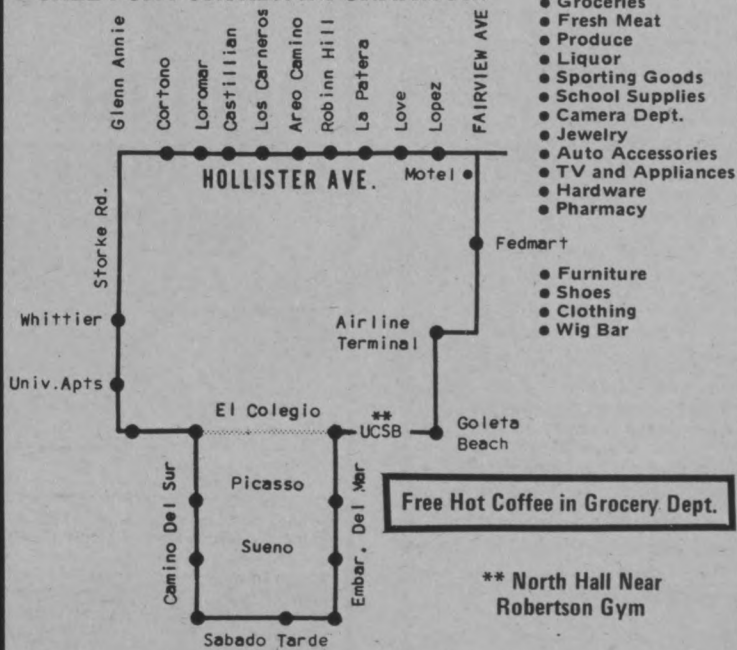 Glenn Annie
Cortono
Loromar
Castillian
Los Carneros
Areo Camino
Robinn Hill
La Patera
Love
Lopez
FAIRVIEW AVE
HOLLISTER AVE.
Motel
Storke Rd.
Fedmart
Whittier
Airline
Terminal
Univ.Apts
El Colegio
**
UCSB
Goleta
Beach
Camino Del Sur
Picasso
Sueno
Embar. Del Mar
Sabado Tarde
• Groceries
• Fresh Meat
• Produce
• Liquor
• Sporting Goods
• School Supplies
• Camera Dept.
• Jewelry
• Auto Accessories
• TV and Appliances
• Hardware
• Pharmacy
• Furniture
• Shoes
• Clothing
• Wig Bar
Free Hot Coffee in Grocery Dept.
** North Hall Near
Robertson Gym